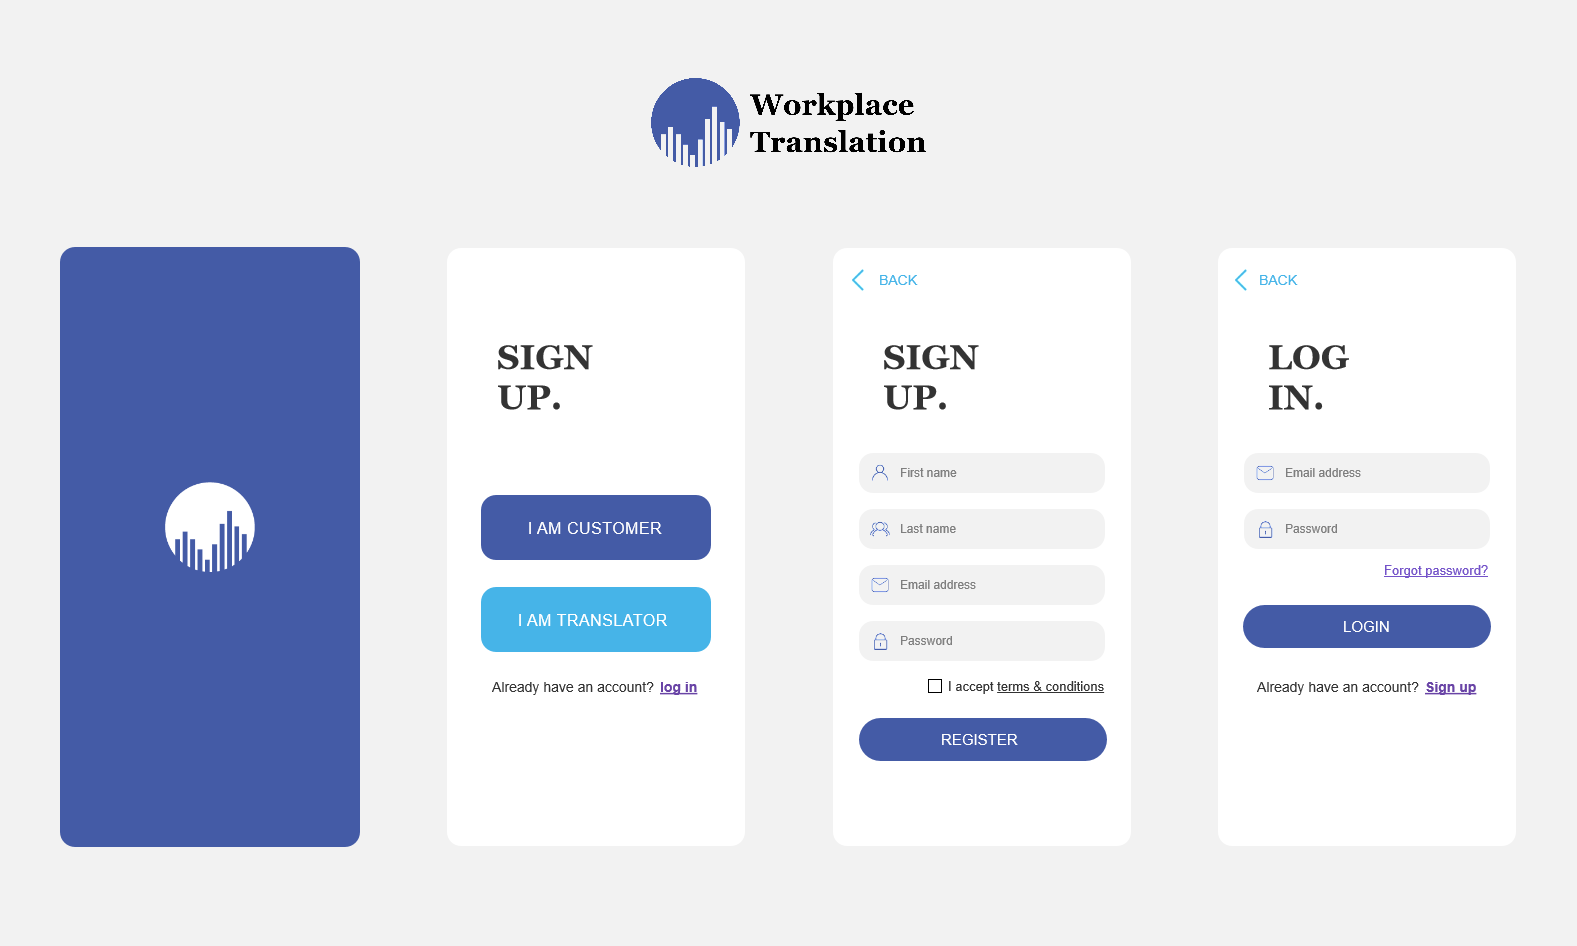 Workplace
Translation
SIGN
UP.
I AM CUSTOMER
I AM TRANSLATOR
Already have an account? log in
BACK
SIGN
UP.
First name
Last name
Email address
Password
I accept terms & conditions
REGISTER
BACK
LOG
IN.
Email address
Password
Forgot password?
LOGIN
Already have an account? Sign up